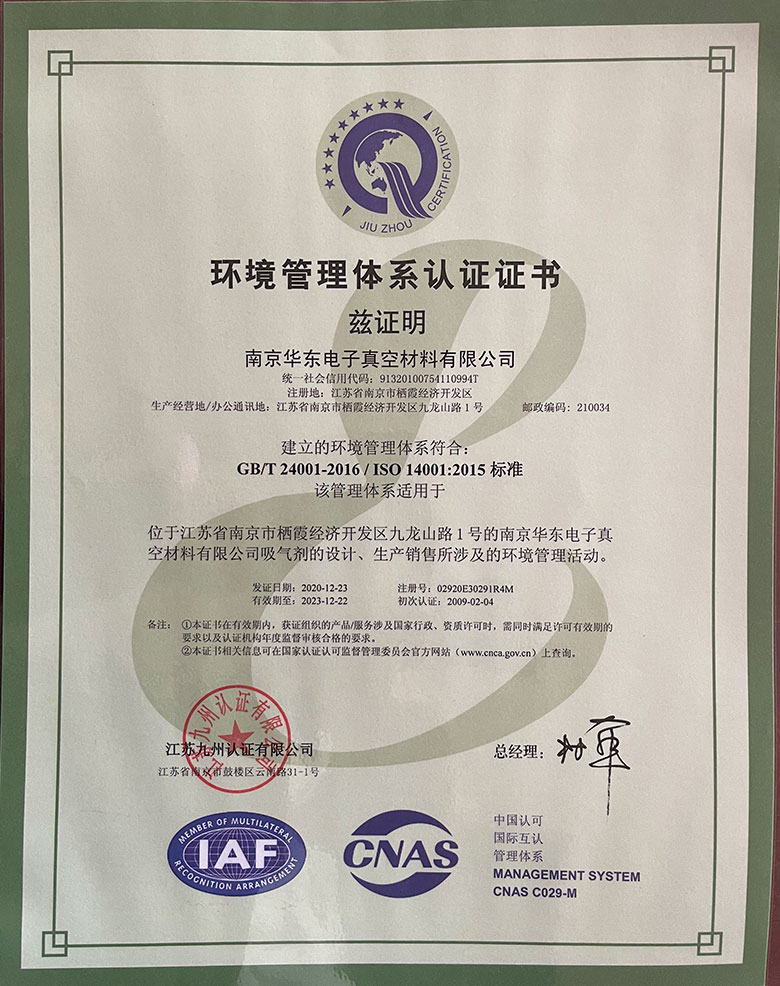 JIU ZHOU CERTIFICATION
环境管理体系认证证书
兹证明
南京华东电子真空材料有限公司
统一社会信用代码：91320100754110994T
注册地：江苏省南京市栖霞经济开发区
生产经营地/办公通讯地：江苏省南京市栖霞经济开发区九龙山路1号 邮政编码：210034
建立的环境管理体系符合：
GB/T 24001-2016 / ISO 14001:2015 标准
该管理体系适用于
位于江苏省南京市栖霞经济开发区九龙山路1号的南京华东电子真
空材料有限公司吸气剂的设计、生产销售所涉及的环境管理活动。
发证日期：2020-12-23 注册号：02920E30291R4M
有效期至：2023-12-22 初次认证：2009-02-04
备注： ①本证书在有效期内，获证组织的产品/服务涉及国家行政、资质许可时，需同时满足许可有效期的
要求以及认证机构年度监督审核合格的要求。
②本证书相关信息可在国家认证认可监督管理委员会官方网站（www.cnca.gov.cn）上查询。
江苏九州认证有限公司
江苏九州认证有限公司
江苏省南京市鼓楼区云南路31-1号
总经理：
MEMBER OF MULTILATERAL
IAF
RECOGNITION ARRANGEMENT
CNAS
中国认可
国际互认
管理体系
MANAGEMENT SYSTEM
CNAS C029-M